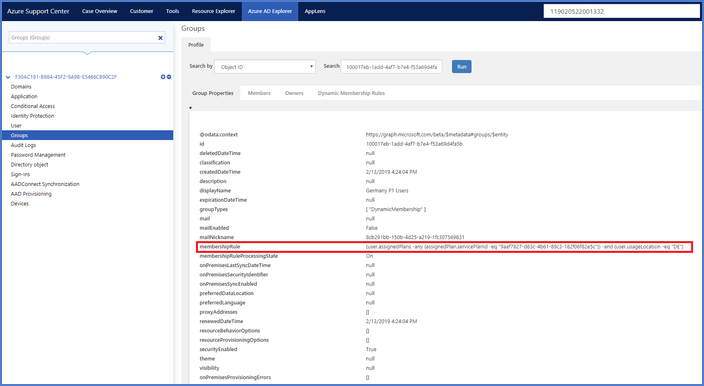 Azure Support Center Case Overview Customer Tools Resource Explorer Azure AD Explorer AppLens 119020522001332
Groups (Groups)
F30AC191-8884-45F2-9A9B-E5466CB90C2F
Domains
Application
Conditional Access
Identity Protection
User
Groups
Audit Logs
Password Management
Directory object
Sign-Ins
AADConnect Synchronization
AAD Provisioning
Devices
Groups
Profile
Search by Object ID Search 100017eb-1add-4af7-b7e4-f53a69d4fa Run
Group Properties Members Owners Dynamic Membership Rules
@odata.context https://graph.microsoft.com/beta/$metadata#groups/$entity
id 100017eb-1add-4af7-b7e4-f53a69d4fa5b
deletedDateTime null
classification null
createdDateTime 2/13/2019 4:24:04 PM
description null
displayName Germany P1 Users
expirationDateTime null
groupTypes [ "DynamicMembership" ]
mail null
mailEnabled False
mailNickname 8cb291bb-150b-4d25-a219-1fc307569831
membershipRule (user.assignedPlans -any (assignedPlan.servicePlanId -eq "9aaf7827-d63c-4b61-89c3-182f06f82e5c")) -and (user.usageLocation -eq "DE")
membershipRuleProcessingState On
onPremisesLastSyncDateTime null
onPremisesSecurityIdentifier null
onPremisesSyncEnabled null
preferredDataLocation null
preferredLanguage null
proxyAddresses []
renewedDateTime 2/13/2019 4:24:04 PM
resourceBehaviorOptions []
resourceProvisioningOptions []
securityEnabled True
theme null
visibility null
onPremisesProvisioningErrors []